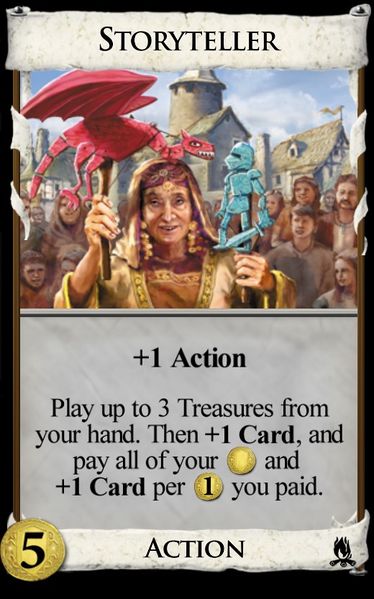 STORYTELLER
+1 Action
Play up to 3 Treasures from
your hand. Then +1 Card, and
pay all of your and
+1 Card per 1 you paid.
5 ACTION